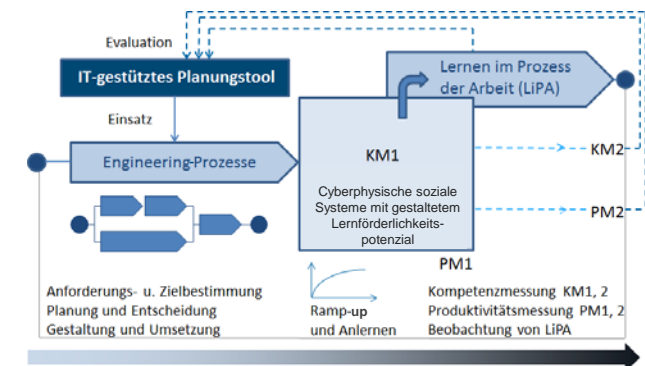 Evaluation
IT-gestütztes Planungstool
Einsatz
Engineering-Prozesse
Lernen im Prozess
der Arbeit (LiPA)
KM1
Cyberphysische soziale
Systeme mit gestaltetem
Lernförderlichkeits-
potenzial
KM2
PM2
PM1
Anforderungs- u. Zielbestimmung
Planung und Entscheidung
Gestaltung und Umsetzung
Ramp-up
und Anlernen
Kompetenzmessung KM1, 2
Produktivitätsmessung PM1, 2
Beobachtung von LiPA